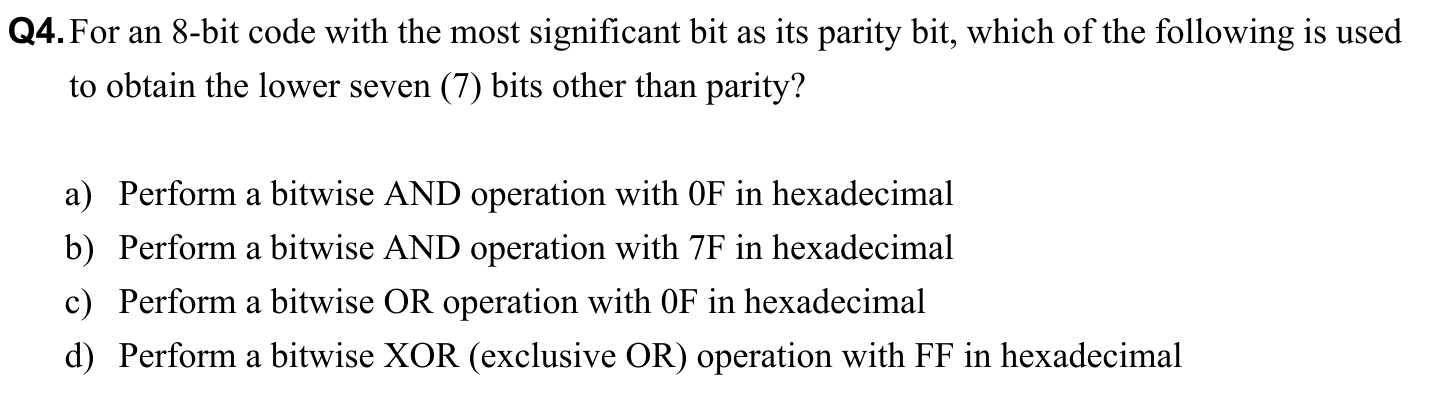 Q4. For an 8-bit code with the most significant bit as its parity bit, which of the following is used
to obtain the lower seven (7) bits other than parity?
a) Perform a bitwise AND operation with 0F in hexadecimal
b) Perform a bitwise AND operation with 7F in hexadecimal
c) Perform a bitwise OR operation with 0F in hexadecimal
d) Perform a bitwise XOR (exclusive OR) operation with FF in hexadecimal